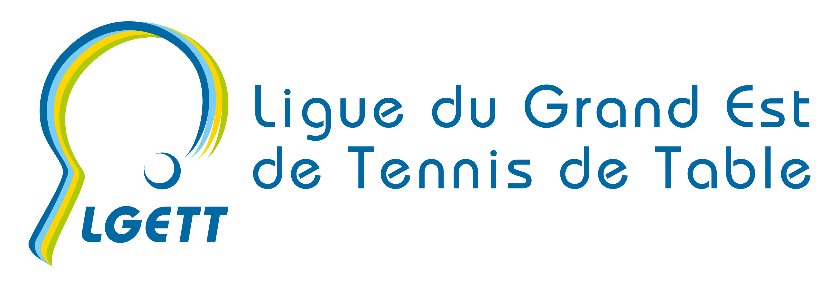 Ligue du Grand Est
de Tennis de Table
LGETT